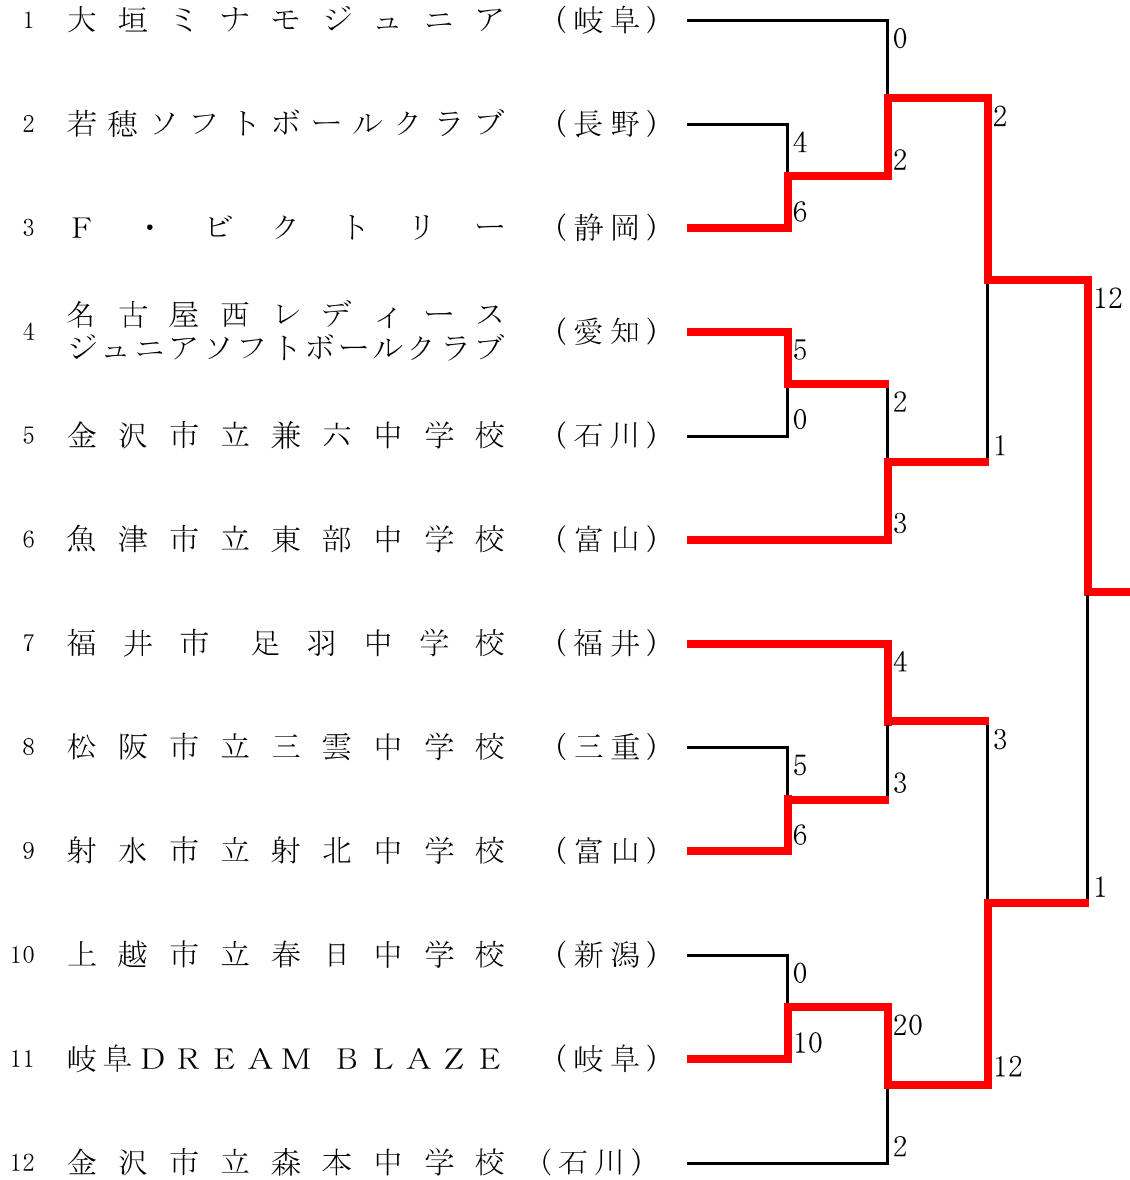 1 大垣ミナモジュニア (岐阜)
0
2 若穂ソフトボールクラブ (長野)
2
4
2
3 F・ビクトリー (静岡)
6
12
4 名古屋西レディース
ジュニアソフトボールクラブ (愛知)
5
2
0
5 金沢市立兼六中学校 (石川)
1
6 魚津市立東部中学校 (富山)
3
7 福井市 足羽中学校 (福井)
4
8 松阪市立三雲中学校 (三重)
3
5
3
9 射水市立射北中学校 (富山)
6
1
10 上越市立春日中学校 (新潟)
0
20
11 岐阜DREAM BLAZE (岐阜)
10
12
12 金沢市立森本中学校 (石川)
2